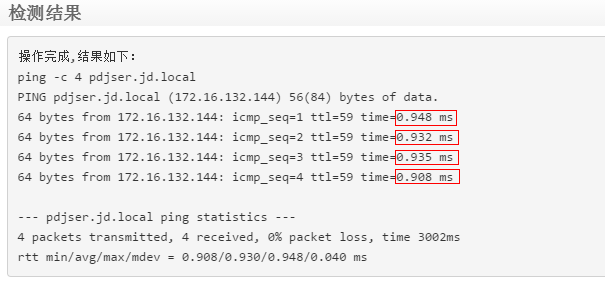 检测结果
操作完成,结果如下:
ping -c 4 pdjser.jd.local
PING pdjser.jd.local (172.16.132.144) 56(84) bytes of data.
64 bytes from 172.16.132.144: icmp_seq=1 ttl=59 time=0.948 ms
64 bytes from 172.16.132.144: icmp_seq=2 ttl=59 time=0.932 ms
64 bytes from 172.16.132.144: icmp_seq=3 ttl=59 time=0.935 ms
64 bytes from 172.16.132.144: icmp_seq=4 ttl=59 time=0.908 ms
--- pdjser.jd.local ping statistics ---
4 packets transmitted, 4 received, 0% packet loss, time 3002ms
rtt min/avg/max/mdev = 0.908/0.930/0.948/0.040 ms